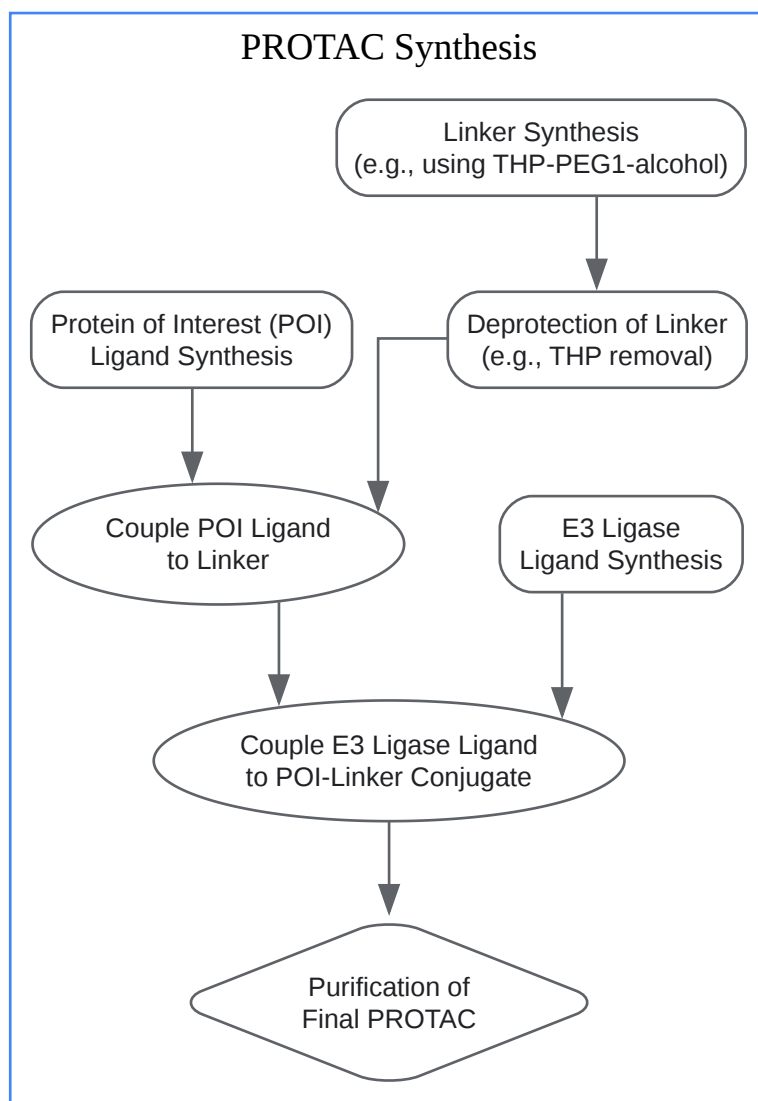 PROTAC Synthesis
Linker Synthesis
(e.g., using THP-PEG1-alcohol)
Protein of Interest (POI)
Ligand Synthesis
Deprotection of Linker
(e.g., THP removal)
Couple POI Ligand
to Linker
E3 Ligase
Ligand Synthesis
Couple E3 Ligase Ligand
to POI-Linker Conjugate
Purification of
Final PROTAC